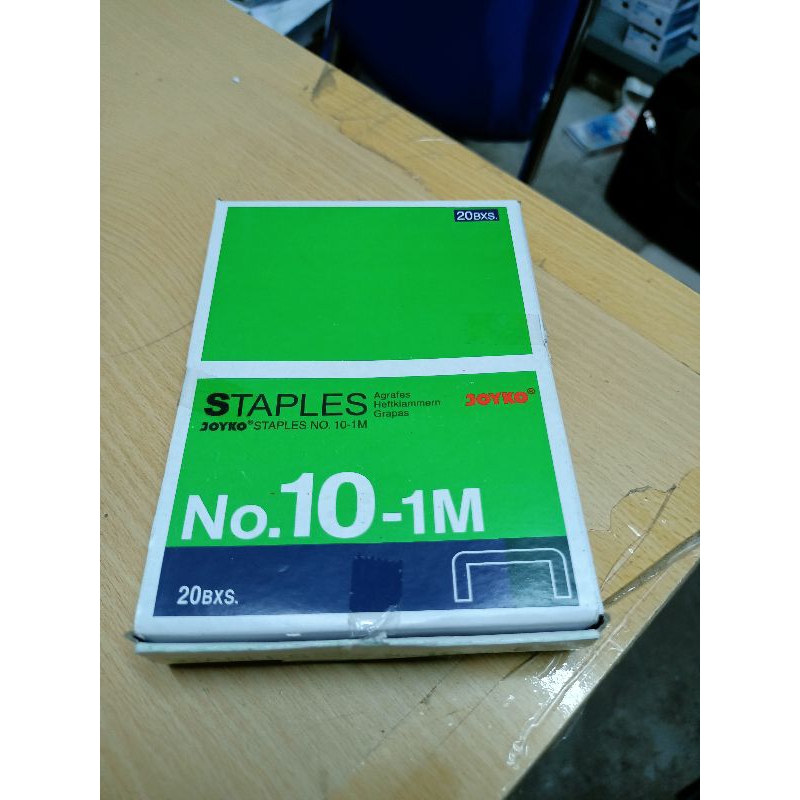 20BXS.
STAPLES
Agrafes
Heftklammern
Grapas
JOYKO®
JOYKO® STAPLES NO. 10-1M
No.10-1M
20BXS.